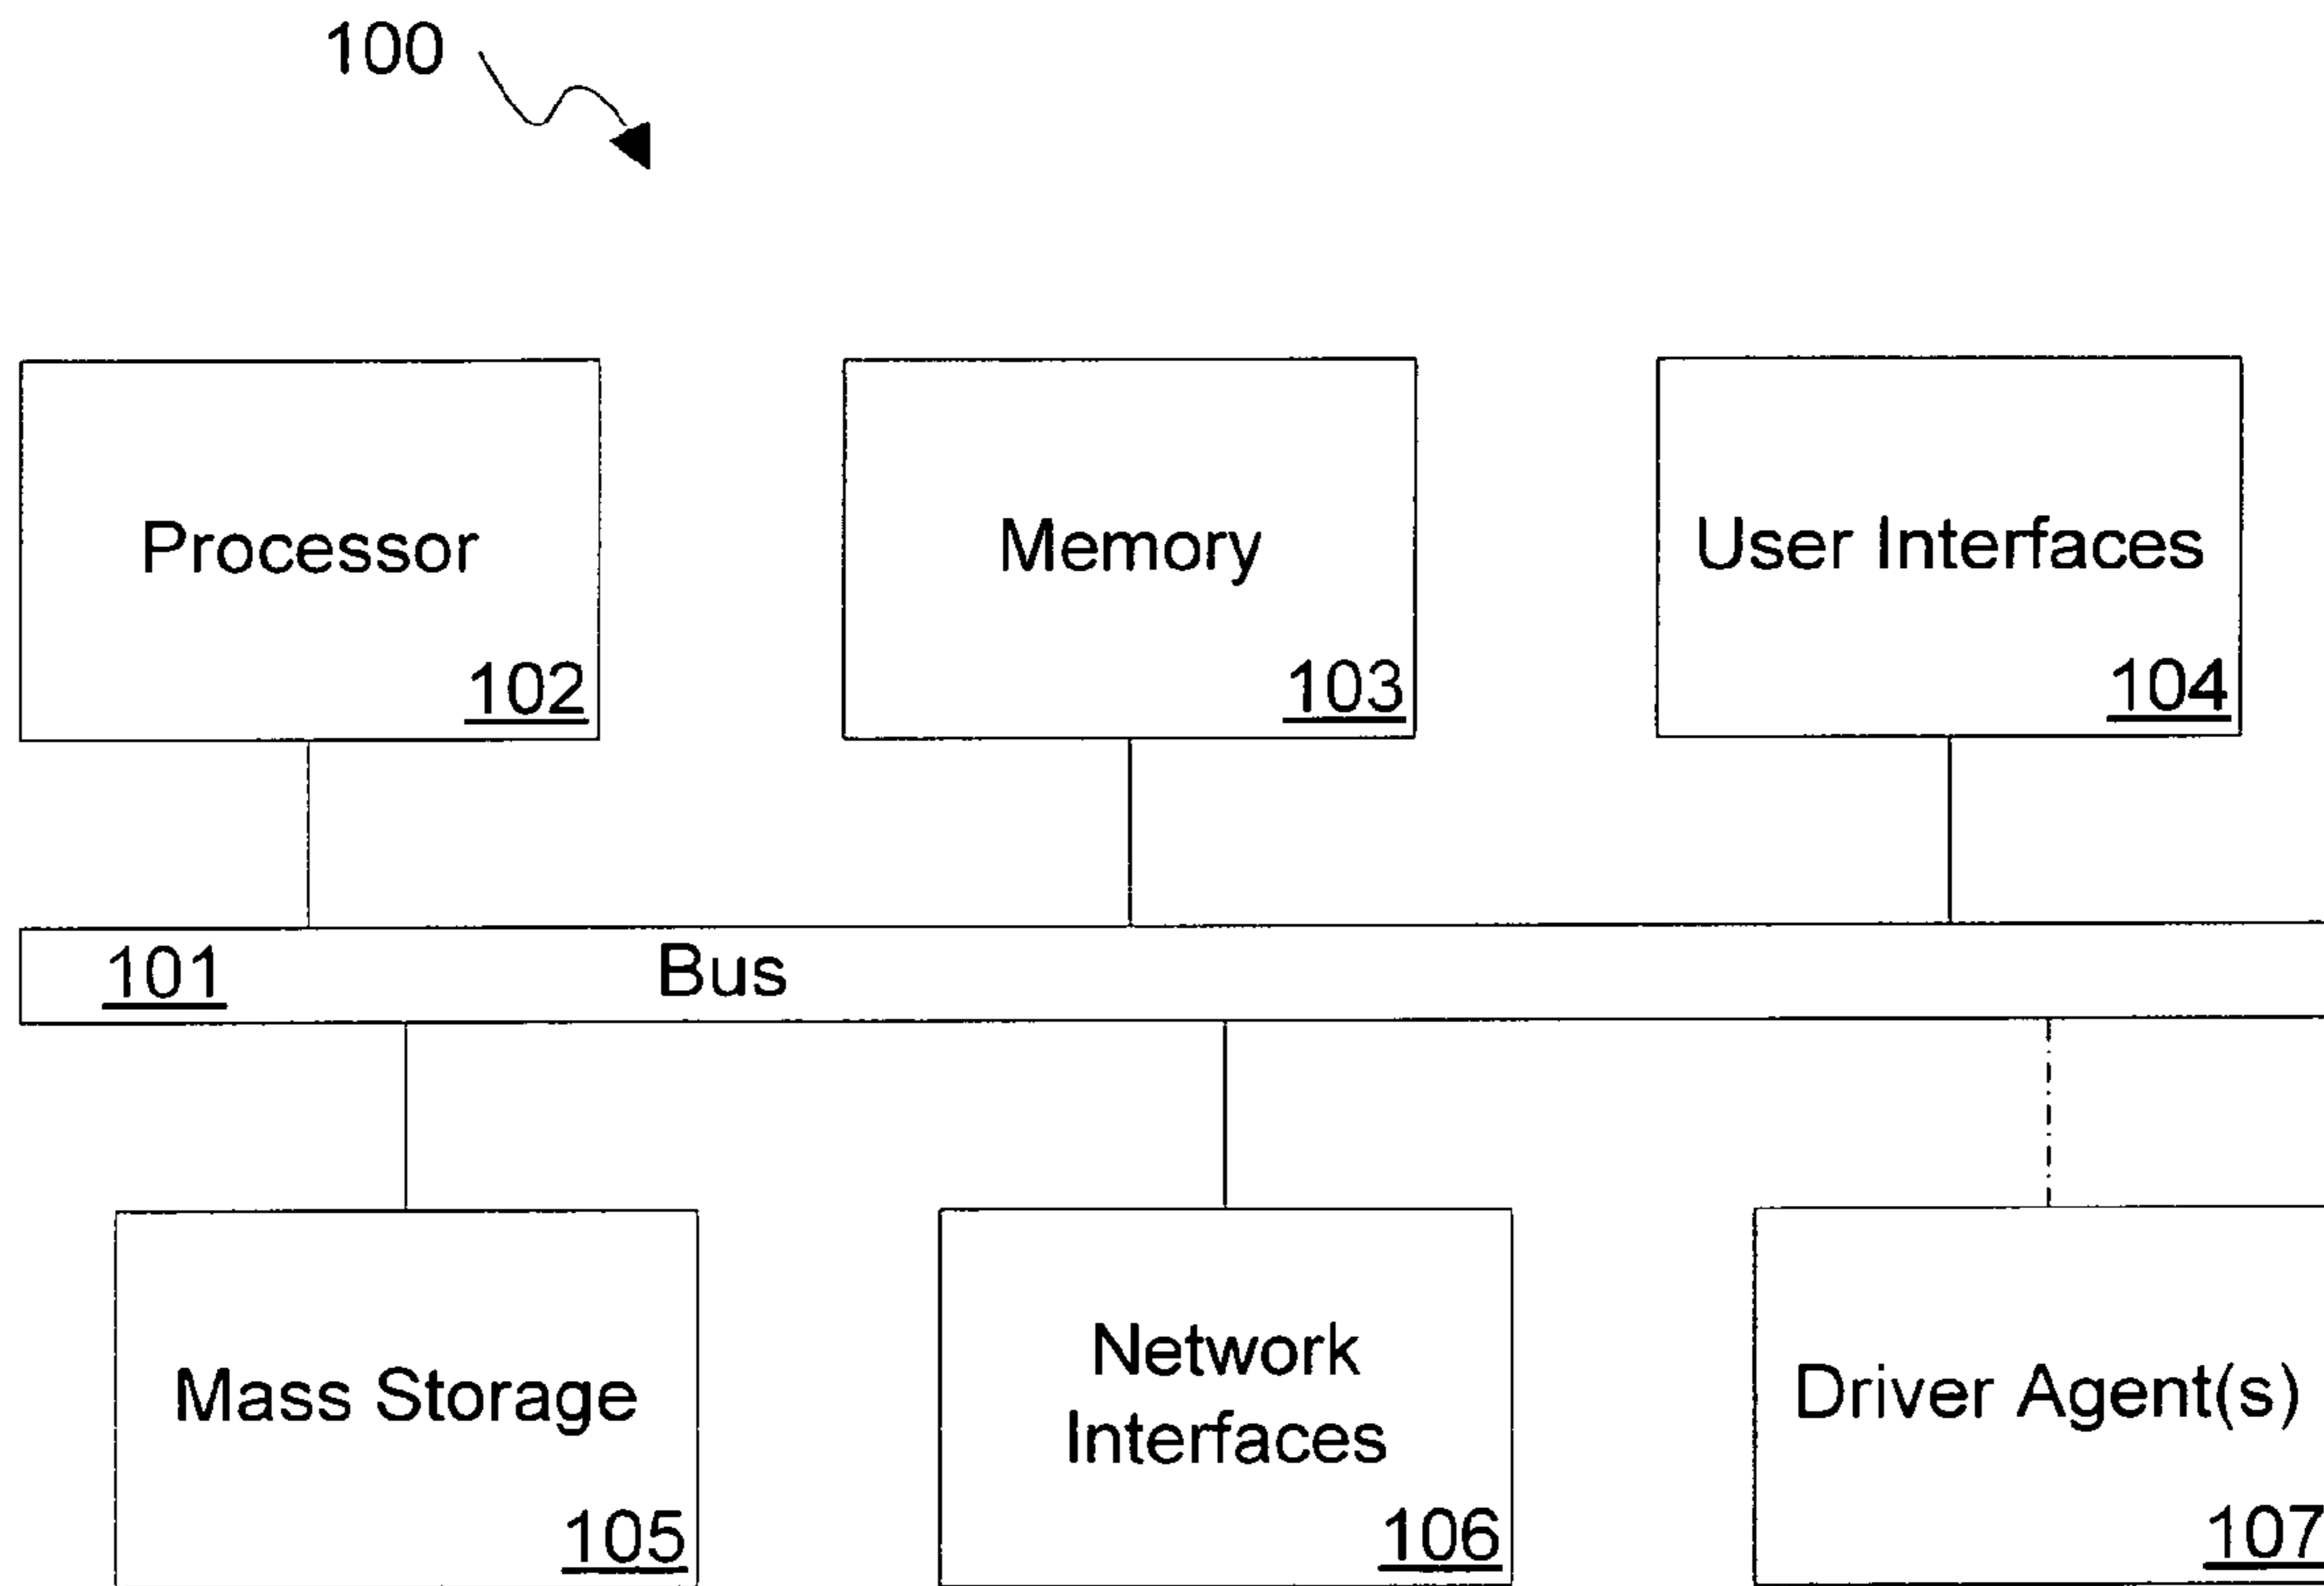 100
Processor
102
Memory
103
User Interfaces
104
101 Bus
Mass Storage
105
Network
Interfaces
106
Driver Agent(s)
107